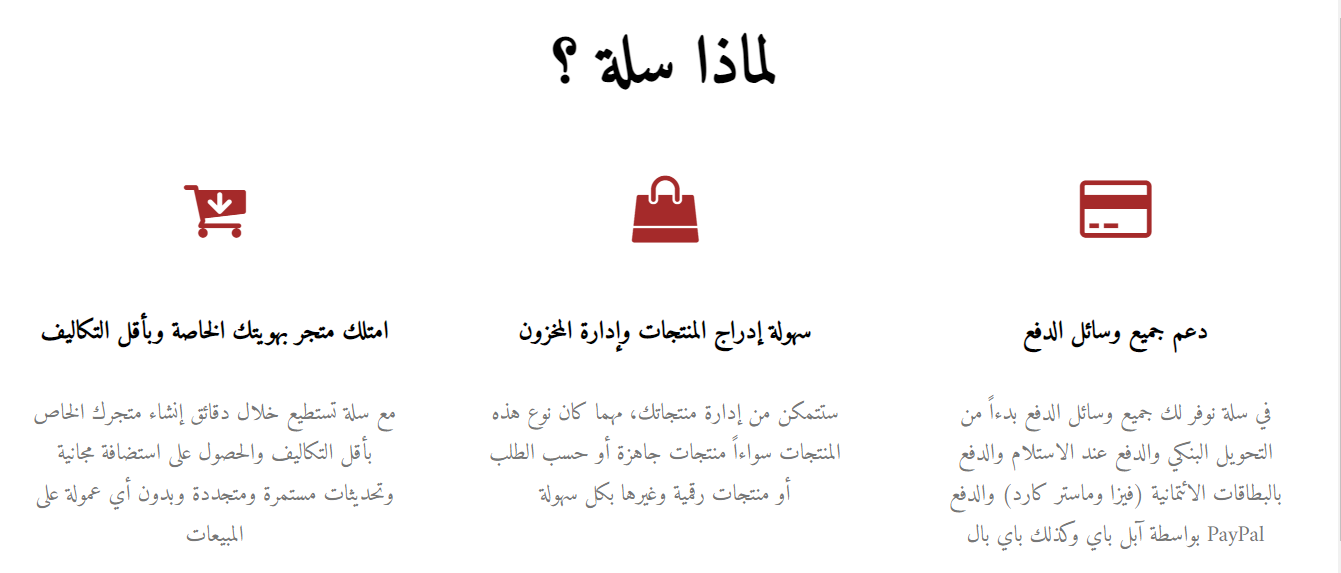 لماذا سلة ؟
دعم جميع وسائل الدفع
في سلة نوفر لك جميع وسائل الدفع بدءاً من
التحويل البنكي والدفع عند الاستلام والدفع
بالبطاقات الائتمانية (فيزا وماستر كارد) والدفع
بواسطة آبل باي وكذلك باي بال PayPal
سهولة إدراج المنتجات وإدارة المخزون
ستتمكن من إدارة منتجاتك، مهما كان نوع هذه
المنتجات سواءاً منتجات جاهزة أو حسب الطلب
أو منتجات رقمية وغيرها بكل سهولة
امتلك متجر بهويتك الخاصة وبأقل التكاليف
مع سلة تستطيع خلال دقائق إنشاء متجرك الخاص
بأقل التكاليف والحصول على استضافة مجانية
وتحديثات مستمرة ومتجددة وبدون أي عمولة على
المبيعات